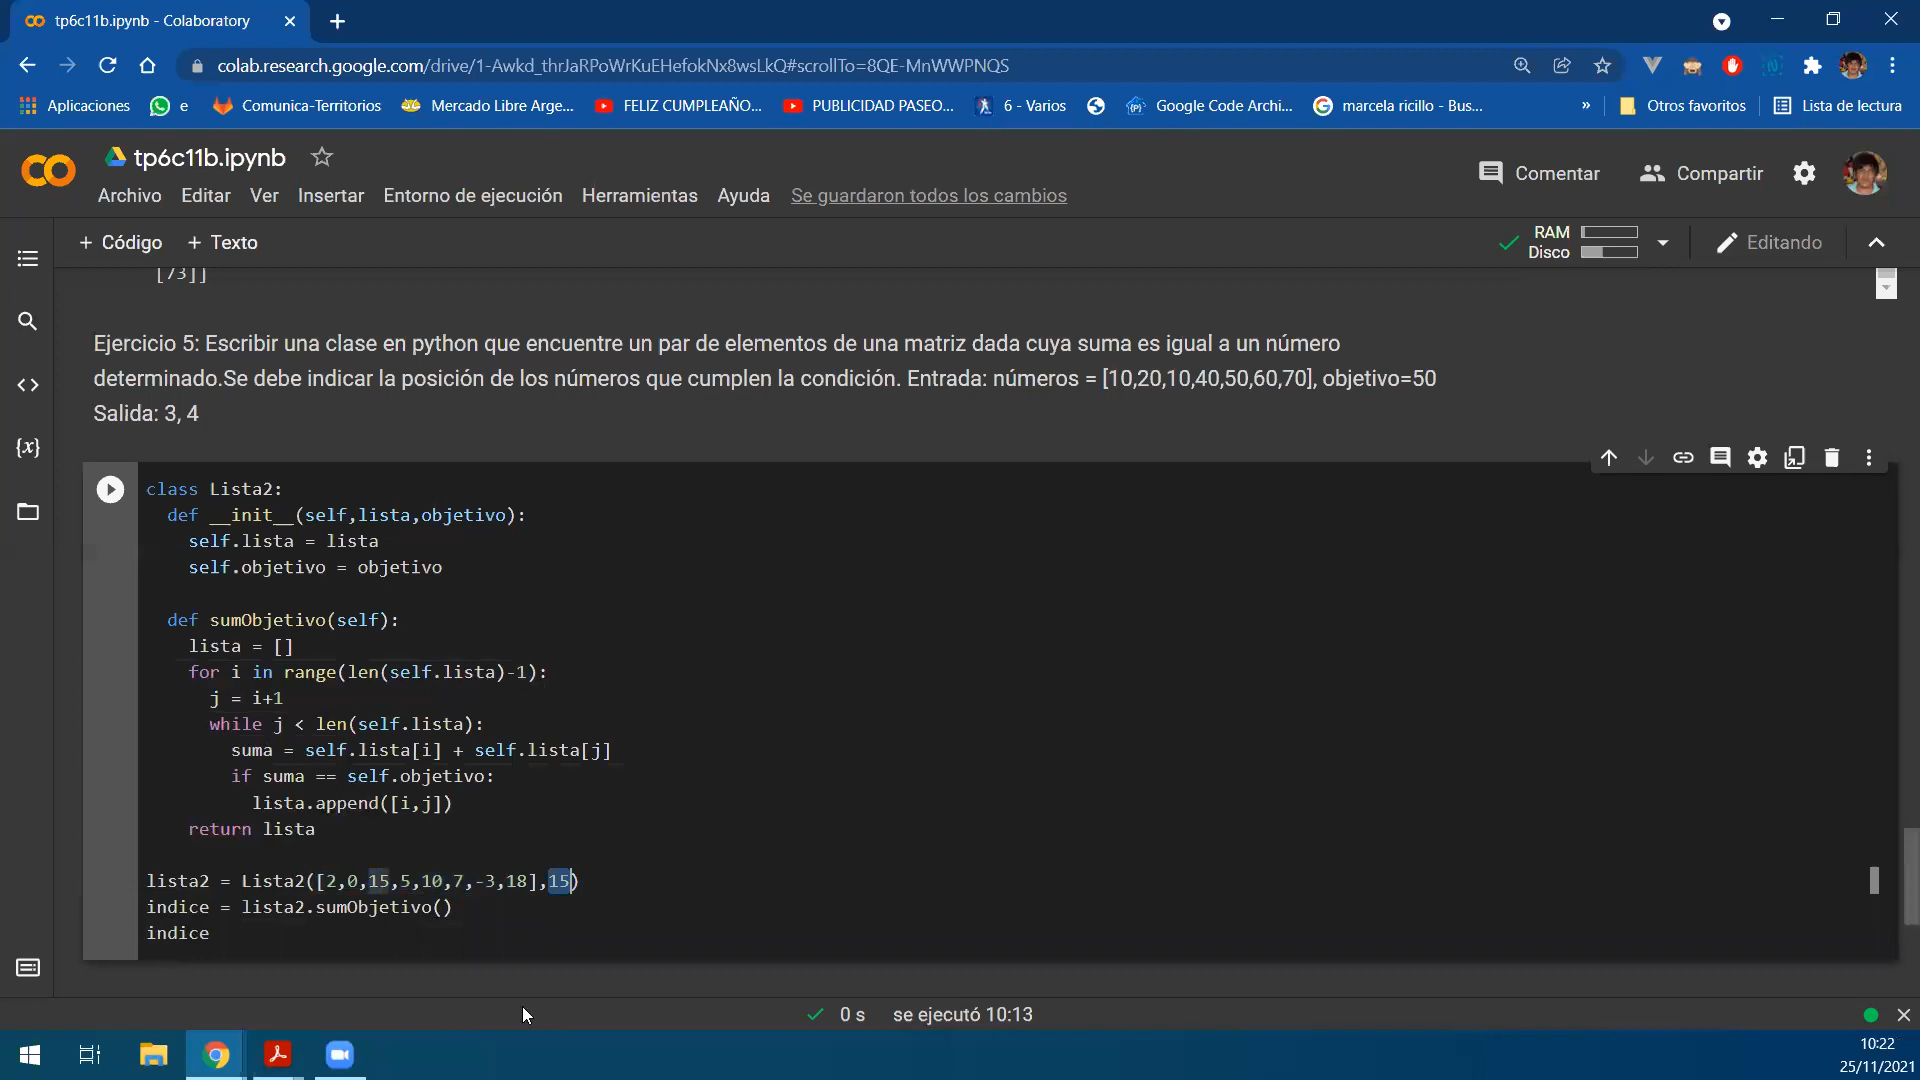 tp6c11b.ipynb - Colaboratory
colab.research.google.com/drive/1-Awkd_thrJaRPoWrKuEHefokNx8wsLkQ#scrollTo=8QE-MnWWPNQS
Aplicaciones e Comunica-Territorios Mercado Libre Arge... FELIZ CUMPLEAÑO... PUBLICIDAD PASEO... 6 - Varios Google Code Archi... marcela ricillo - Bus... » Otros favoritos Lista de lectura
tp6c11b.ipynb
Comentar Compartir
Archivo Editar Ver Insertar Entorno de ejecución Herramientas Ayuda Se guardaron todos los cambios
+ Código + Texto RAM Disco Editando
[73]]
Ejercicio 5: Escribir una clase en python que encuentre un par de elementos de una matriz dada cuya suma es igual a un número
determinado.Se debe indicar la posición de los números que cumplen la condición. Entrada: números = [10,20,10,40,50,60,70], objetivo=50
Salida: 3, 4
class Lista2:
def __init__(self,lista,objetivo):
self.lista = lista
self.objetivo = objetivo
def sumObjetivo(self):
lista = []
for i in range(len(self.lista)-1):
j = i+1
while j < len(self.lista):
suma = self.lista[i] + self.lista[j]
if suma == self.objetivo:
lista.append([i,j])
return lista
lista2 = Lista2([2,0,15,5,10,7,-3,18],15)
indice = lista2.sumObjetivo()
indice
0 s se ejecutó 10:13
10:22
25/11/2021